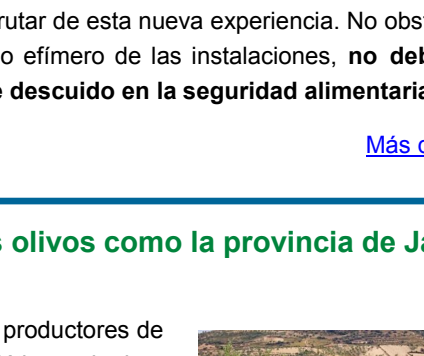 rutar de esta nueva experiencia. No obst
o efímero de las instalaciones, no deb
e descuido en la seguridad alimentaria
Más d
s olivos como la provincia de Ja
productores de